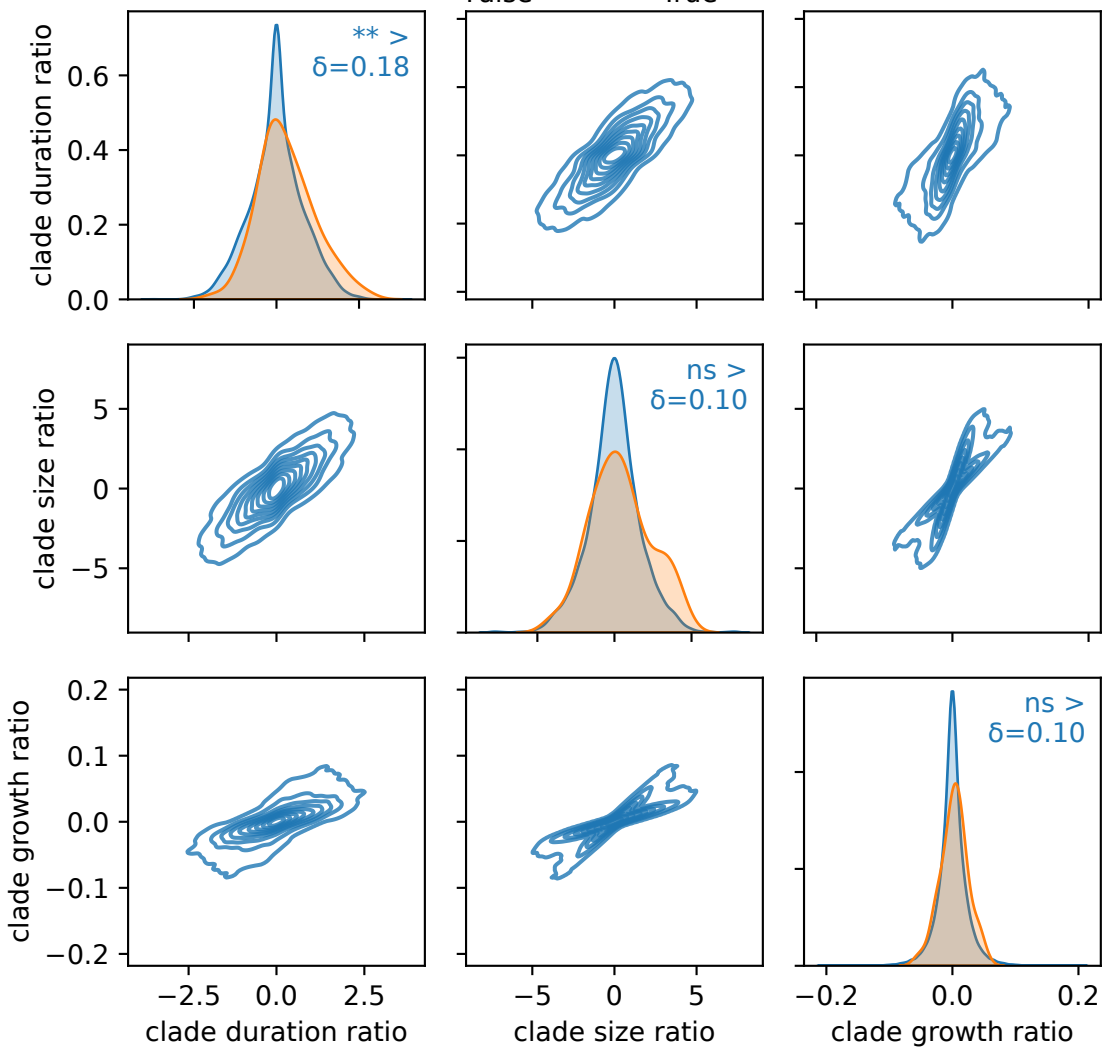 False True
clade duration ratio
0.6
0.4
0.2
0.0
** >
δ=0.18
clade size ratio
5
0
−5
ns >
δ=0.10
clade growth ratio
0.2
0.1
0.0
−0.1
−0.2
ns >
δ=0.10
−2.5 0.0 2.5
−5 0 5
−0.2 0.0 0.2
clade duration ratio
clade size ratio
clade growth ratio